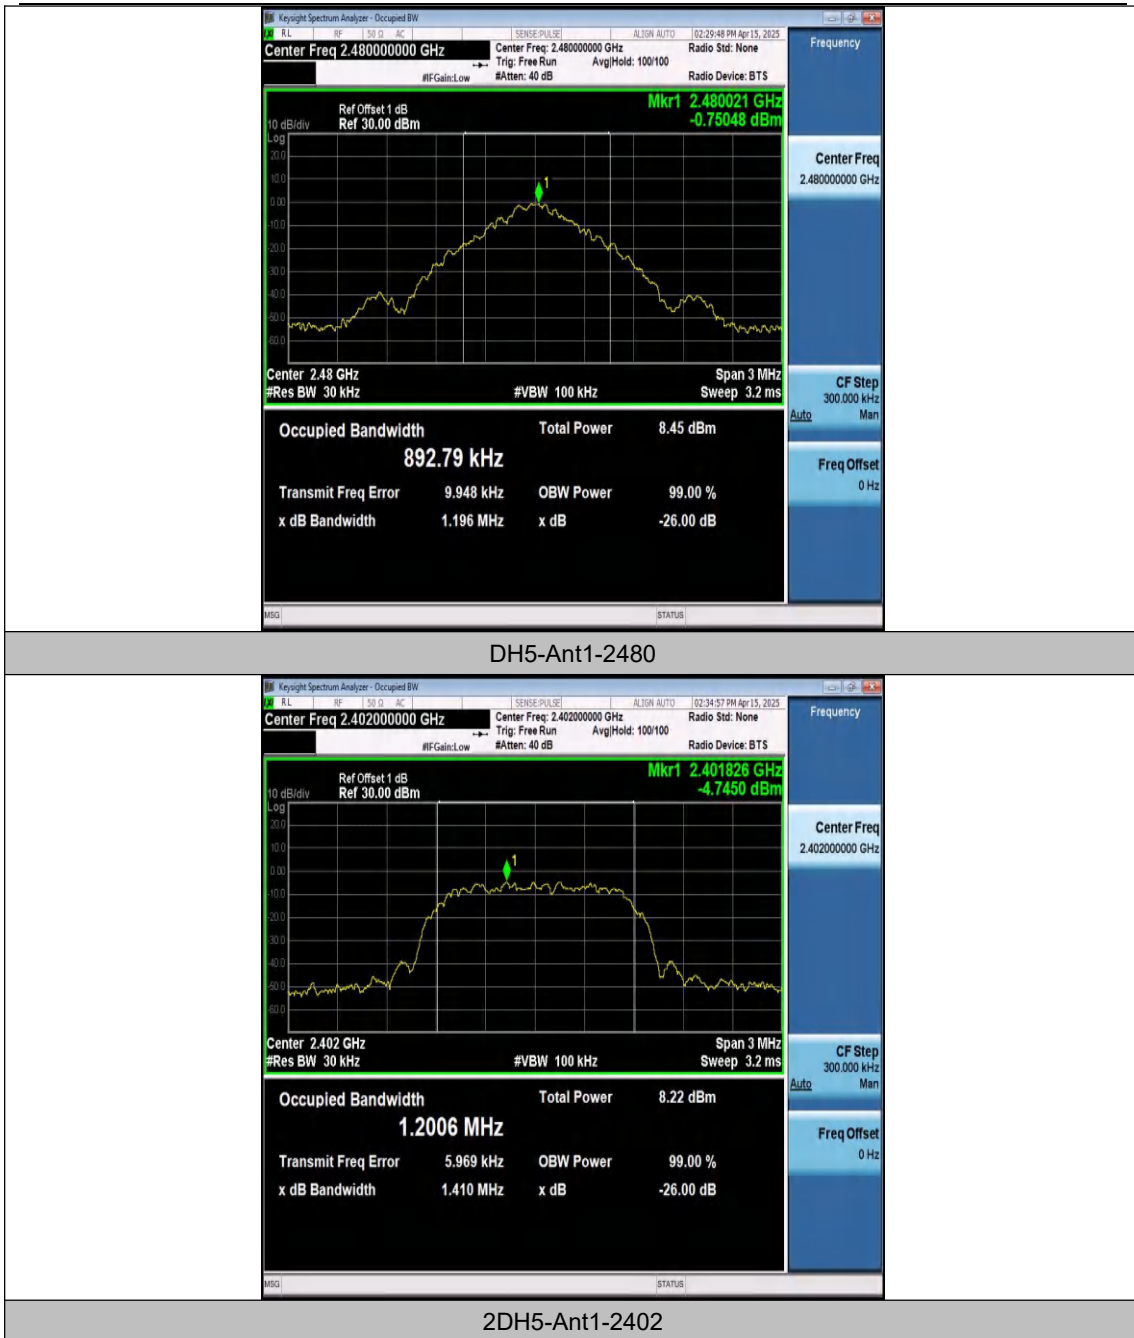 Keysight Spectrum Analyzer - Occupied BW
RL RF 50 Ω AC SENSE:PULSE ALIGN AUTO 02:29:48 PM Apr 15, 2025
Center Freq 2.480000000 GHz
Center Freq: 2.480000000 GHz Radio Std: None
Trig: Free Run Avg|Hold: 100/100
#IFGain:Low #Atten: 40 dB Radio Device: BTS
Frequency
Mkr1 2.480021 GHz
-0.75048 dBm
Ref Offset 1 dB
10 dB/div Ref 30.00 dBm
Log
20.0
10.0
0.00
-10.0
-20.0
-30.0
-40.0
-50.0
-60.0
1
Center 2.48 GHz Span 3 MHz
#Res BW 30 kHz #VBW 100 kHz Sweep 3.2 ms
Center Freq
2.480000000 GHz
CF Step
300.000 kHz
Auto Man
Freq Offset
0 Hz
Occupied Bandwidth Total Power 8.45 dBm
892.79 kHz
Transmit Freq Error 9.948 kHz OBW Power 99.00 %
x dB Bandwidth 1.196 MHz x dB -26.00 dB
MSG STATUS
DH5-Ant1-2480
Keysight Spectrum Analyzer - Occupied BW
RL RF 50 Ω AC SENSE:PULSE ALIGN AUTO 02:34:57 PM Apr 15, 2025
Center Freq 2.402000000 GHz
Center Freq: 2.402000000 GHz Radio Std: None
Trig: Free Run Avg|Hold: 100/100
#IFGain:Low #Atten: 40 dB Radio Device: BTS
Frequency
Mkr1 2.401826 GHz
-4.7450 dBm
Ref Offset 1 dB
10 dB/div Ref 30.00 dBm
Log
20.0
10.0
0.00
-10.0
-20.0
-30.0
-40.0
-50.0
-60.0
1
Center 2.402 GHz Span 3 MHz
#Res BW 30 kHz #VBW 100 kHz Sweep 3.2 ms
Center Freq
2.402000000 GHz
CF Step
300.000 kHz
Auto Man
Freq Offset
0 Hz
Occupied Bandwidth Total Power 8.22 dBm
1.2006 MHz
Transmit Freq Error 5.969 kHz OBW Power 99.00 %
x dB Bandwidth 1.410 MHz x dB -26.00 dB
MSG STATUS
2DH5-Ant1-2402